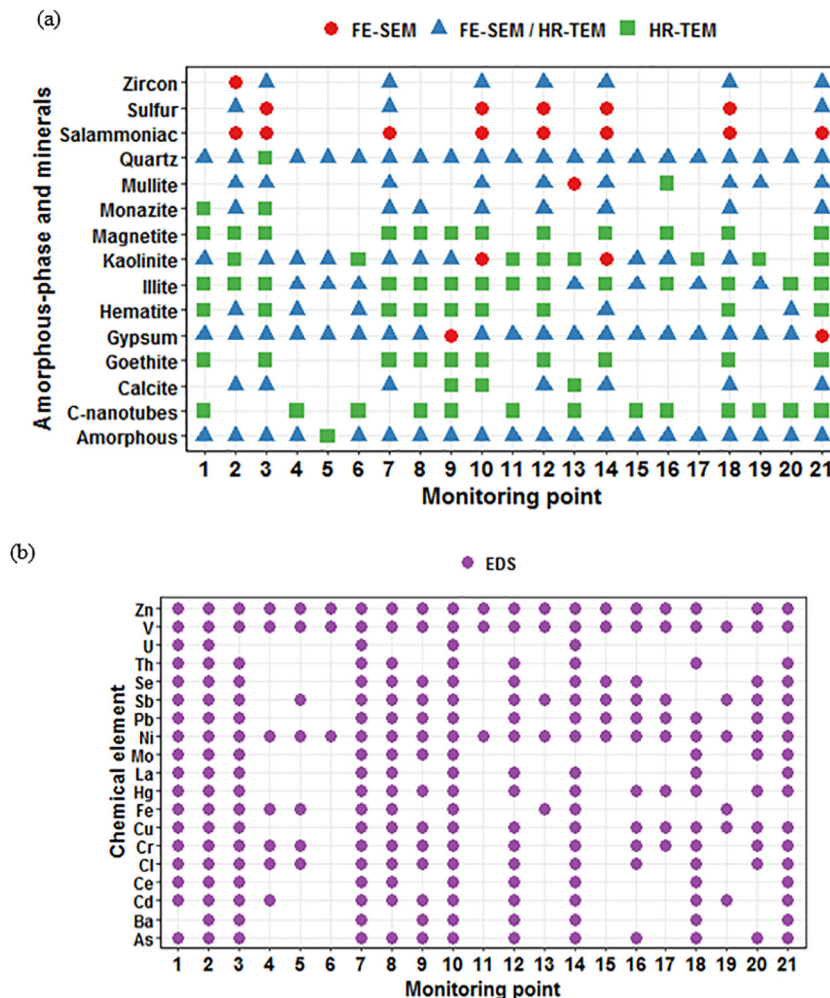 (a)
FE-SEM FE-SEM / HR-TEM HR-TEM
Amorphous-phase and minerals
Zircon
Sulfur
Salammoniac
Quartz
Mullite
Monazite
Magnetite
Kaolinite
Illite
Hematite
Gypsum
Goethite
Calcite
C-nanotubes
Amorphous
1 2 3 4 5 6 7 8 9 10 11 12 13 14 15 16 17 18 19 20 21
Monitoring point
(b)
EDS
Chemical element
Zn
V
U
Th
Se
Sb
Pb
Ni
Mo
La
Hg
Fe
Cu
Cr
Cl
Ce
Cd
Ba
As
1 2 3 4 5 6 7 8 9 10 11 12 13 14 15 16 17 18 19 20 21
Monitoring point